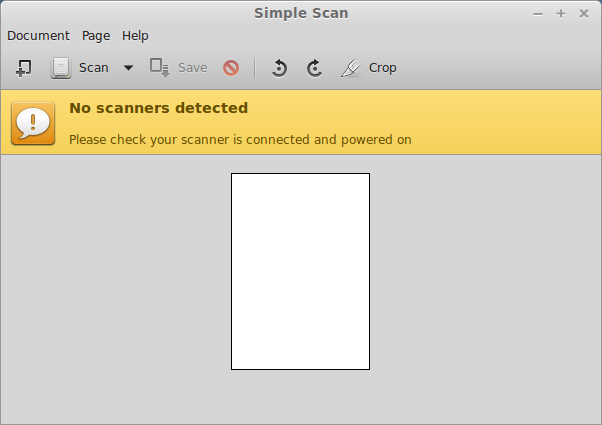 Simple Scan
Document Page Help
Scan Save Crop
No scanners detected
Please check your scanner is connected and powered on